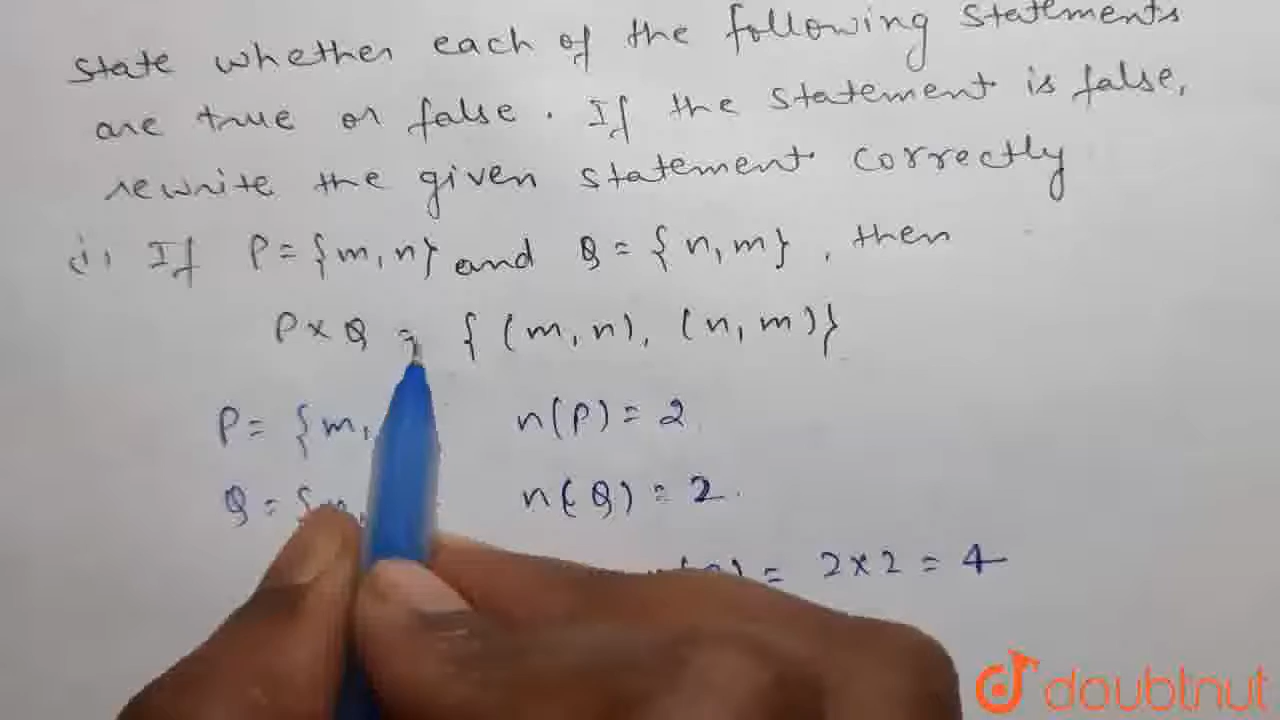 State whether each of the following statements
are true or false. If the statement is false,
rewrite the given statement correctly
i) If P = {m, n} and Q = {n, m}, then
P × Q = { (m, n), (n, m)}
P = {m, n(P) = 2
Q = { n(Q) = 2.
= 2×2 = 4
doubtnut